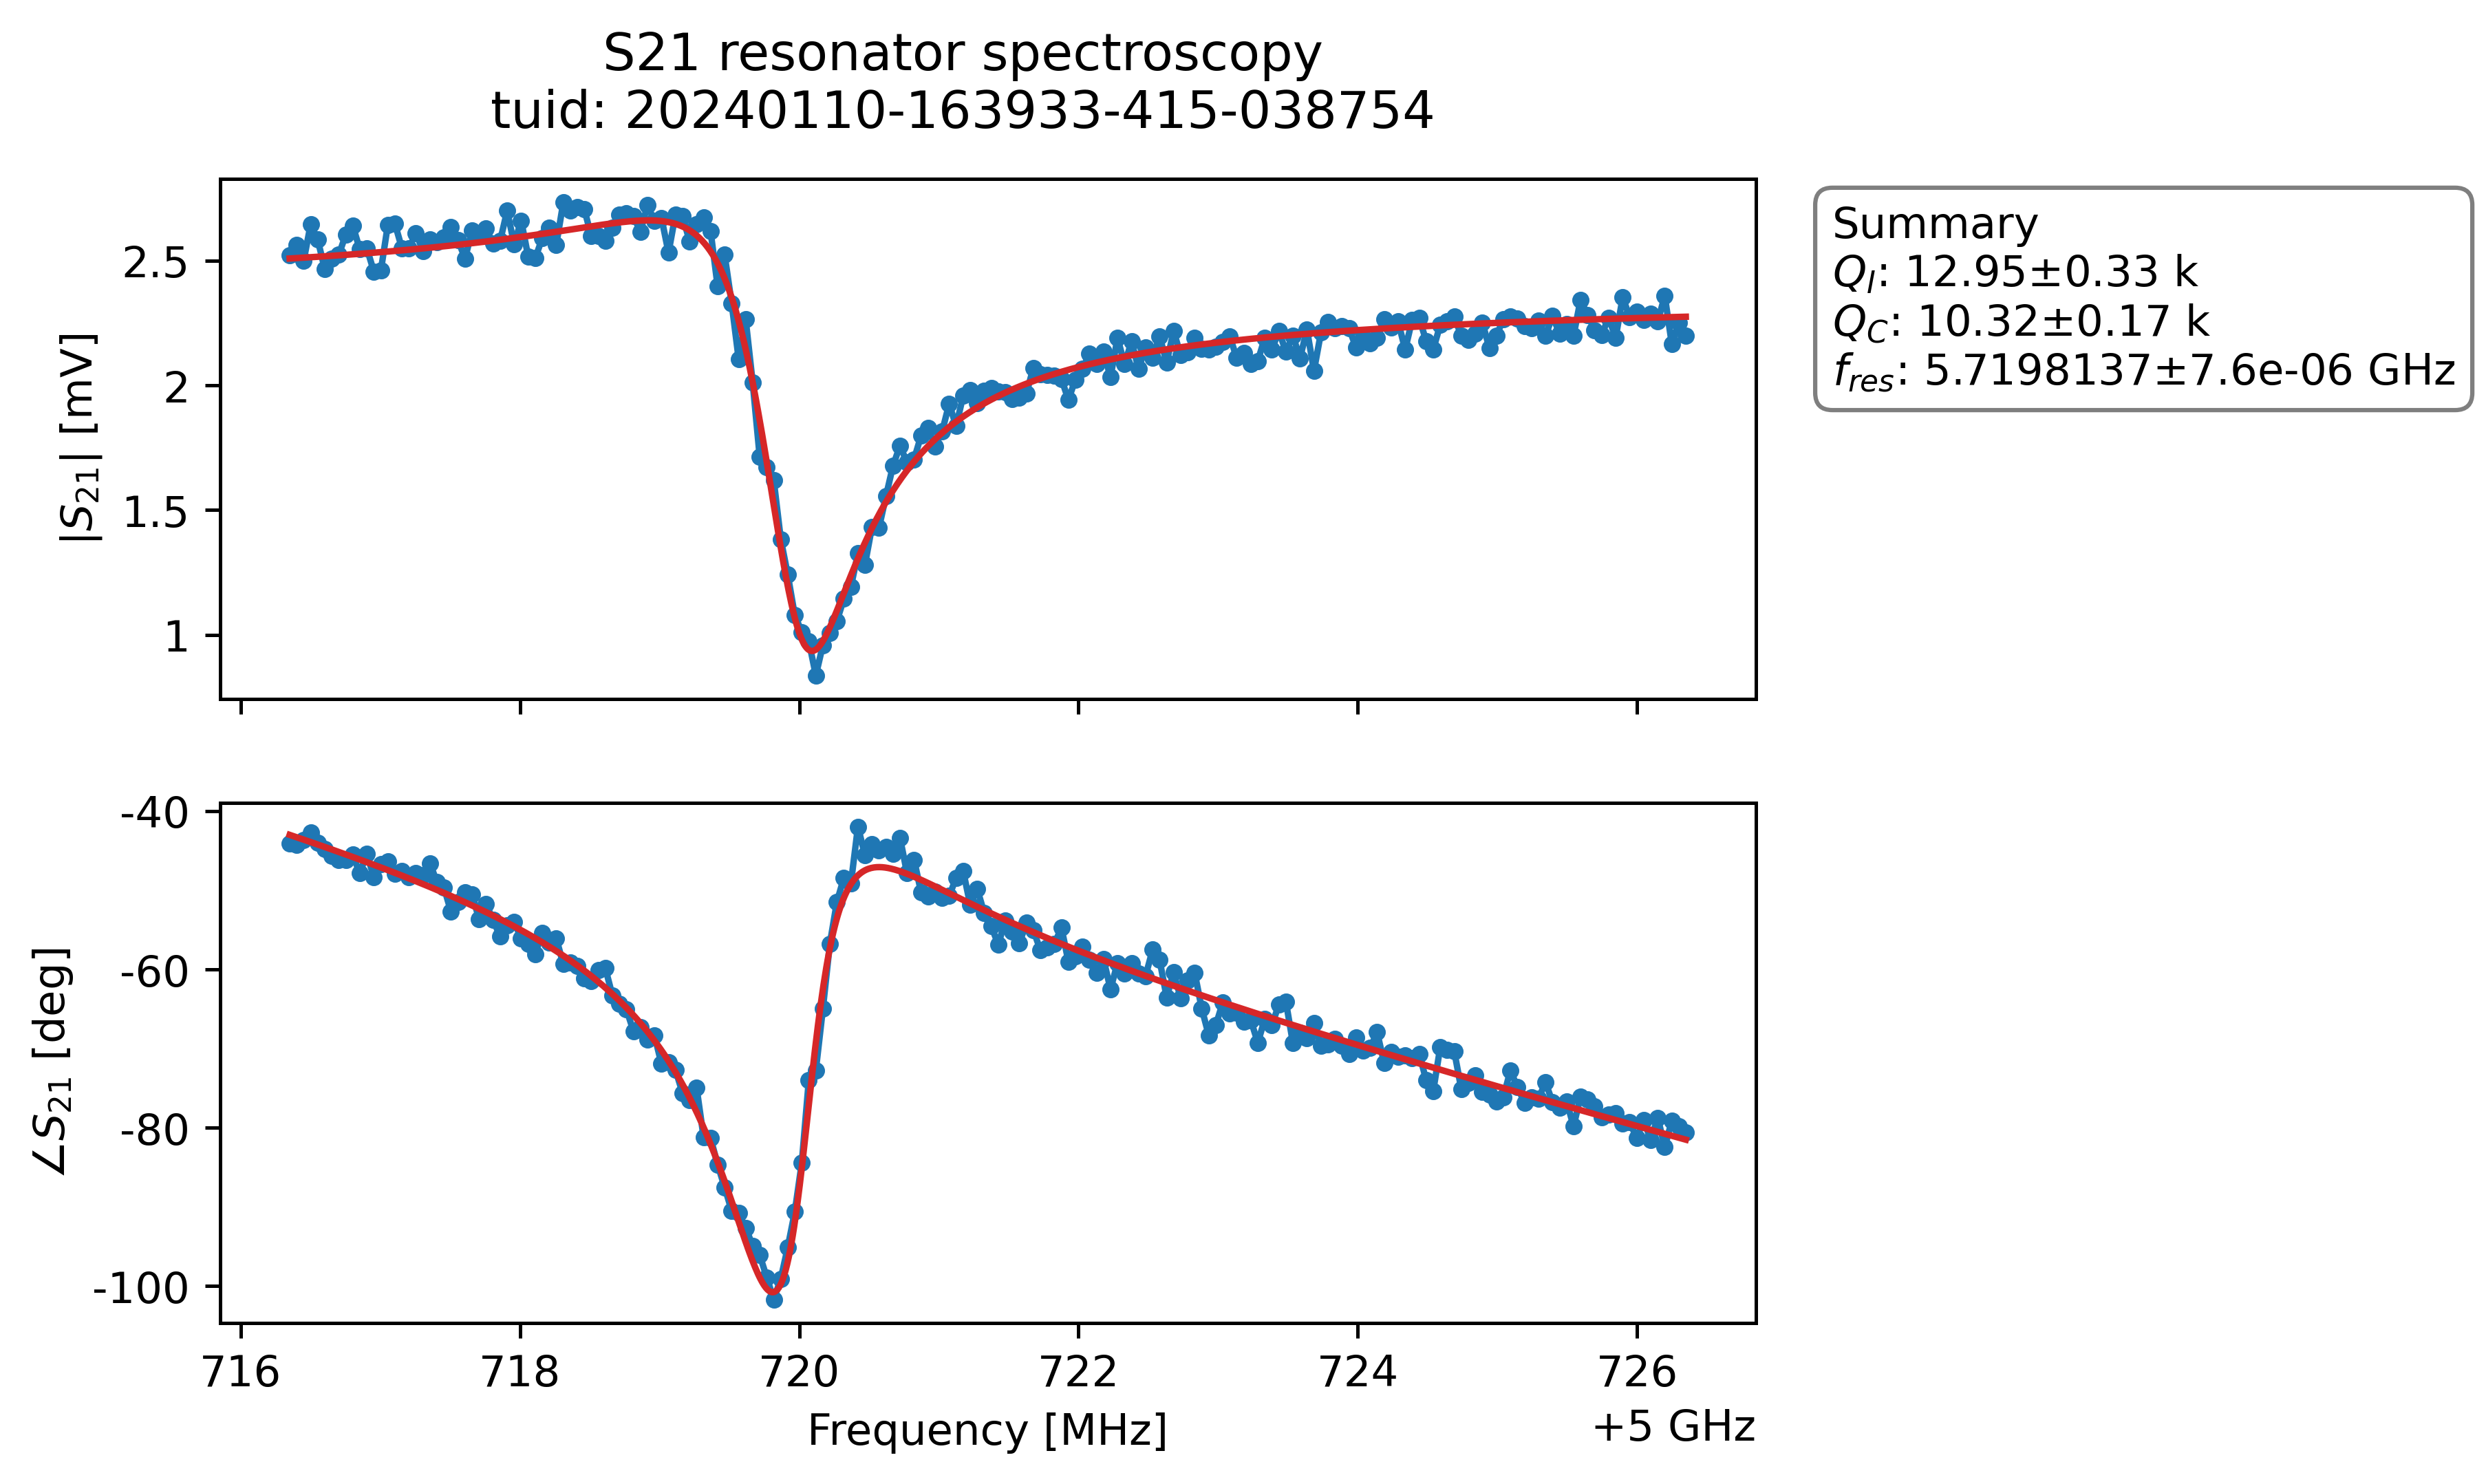 S21 resonator spectroscopy
tuid: 20240110-163933-415-038754
|S21| [mV]
2.5
2
1.5
1
Summary
QI: 12.95±0.33 k
QC: 10.32±0.17 k
fres: 5.7198137±7.6e-06 GHz
∠S21 [deg]
-40
-60
-80
-100
716 718 720 722 724 726
Frequency [MHz]
+5 GHz